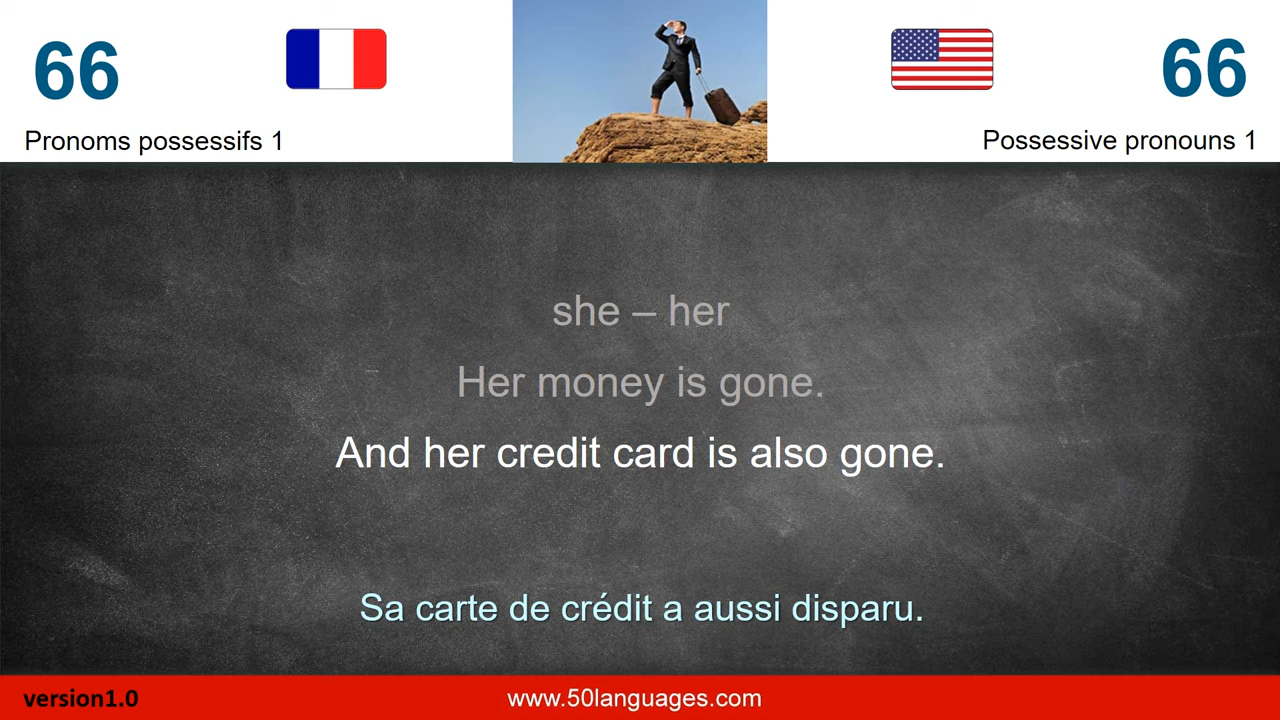 66
66
Pronoms possessifs 1
Possessive pronouns 1
she – her
Her money is gone.
And her credit card is also gone.
Sa carte de crédit a aussi disparu.
version1.0
www.50languages.com